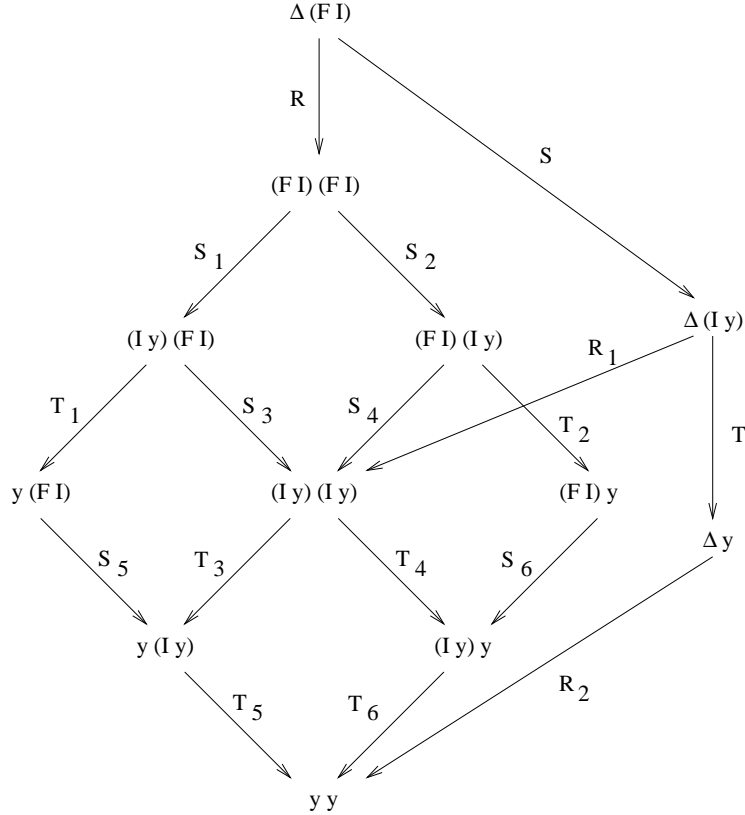 Δ (F I)
R
S
(F I) (F I)
S 1
S 2
(I y) (F I)
(F I) (I y)
Δ (I y)
R 1
T 1
S 3
S 4
T 2
T
y (F I)
(I y) (I y)
(F I) y
Δ y
S 5
T 3
T 4
S 6
y (I y)
(I y) y
R 2
T 5
T 6
y y